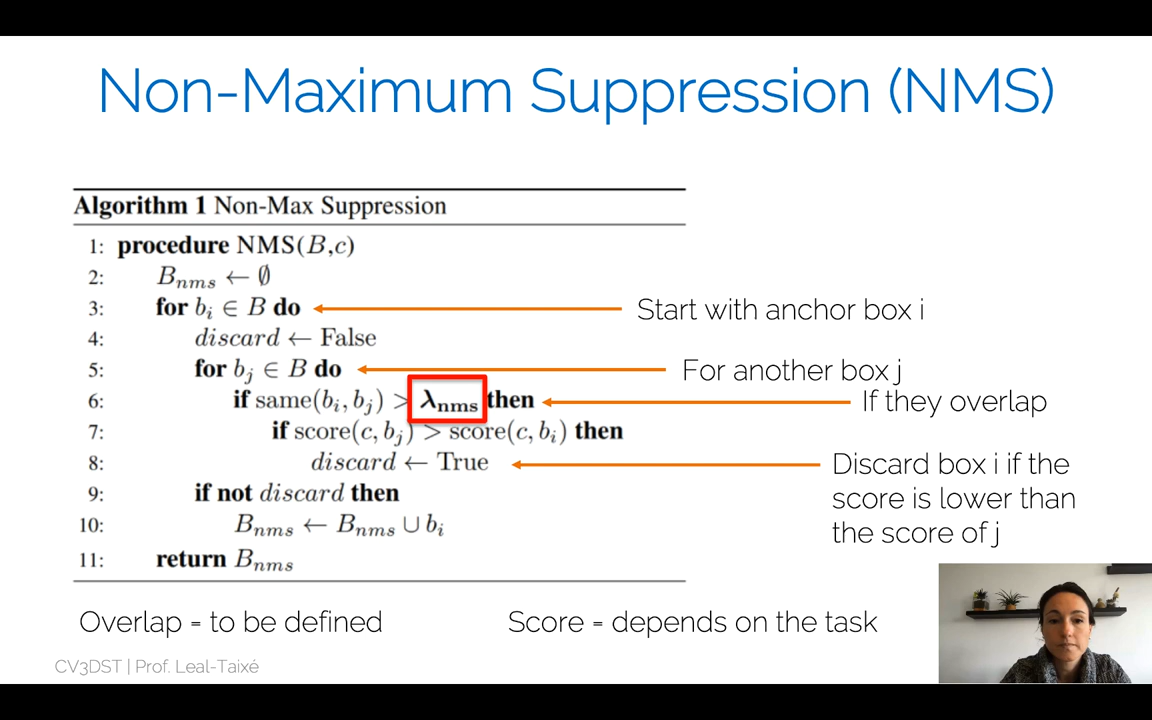 Non-Maximum Suppression (NMS)
Algorithm 1 Non-Max Suppression
1: procedure NMS(B,c)
2: B_nms ← ∅
3: for b_i ∈ B do
Start with anchor box i
4: discard ← False
5: for b_j ∈ B do
For another box j
6: if same(b_i, b_j) > λ_nms then
If they overlap
7: if score(c, b_j) > score(c, b_i) then
8: discard ← True
Discard box i if the
score is lower than
the score of j
9: if not discard then
10: B_nms ← B_nms ∪ b_i
11: return B_nms
Overlap = to be defined
Score = depends on the task
CV3DST | Prof. Leal-Taixé